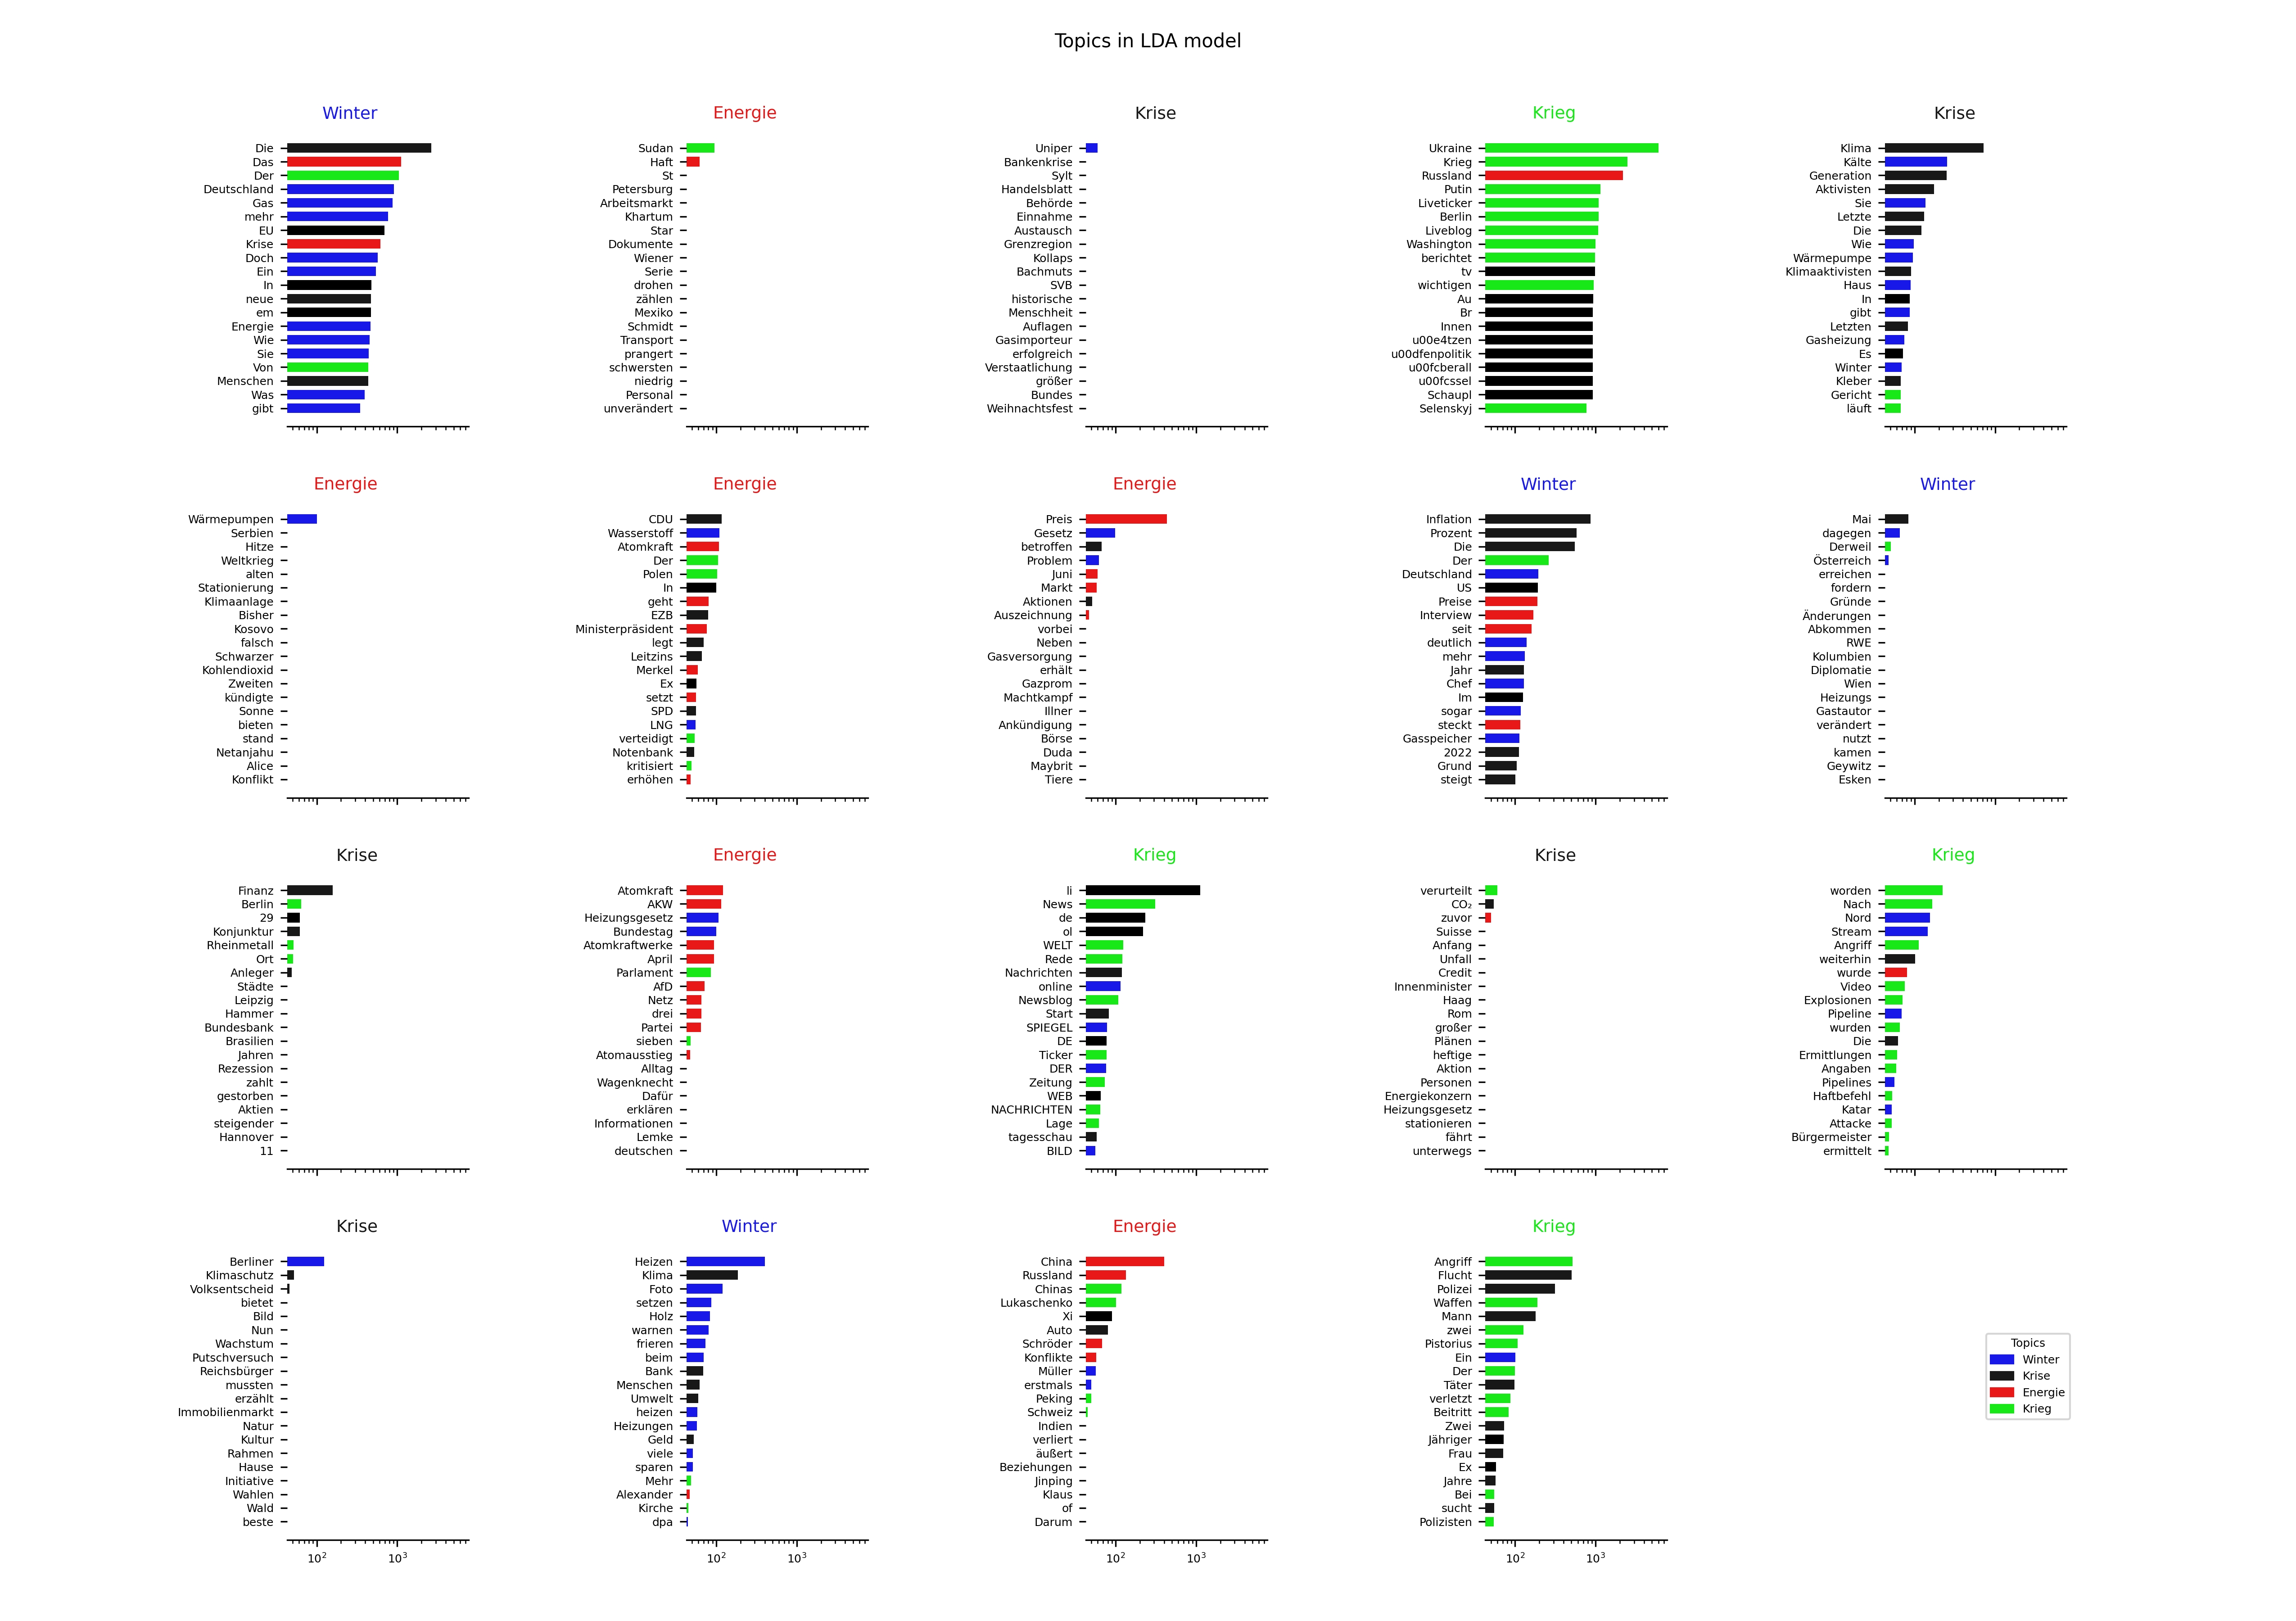 Topics in LDA model
Winter
Die
Das
Der
Deutschland
Gas
mehr
EU
Krise
Doch
Ein
In
neue
em
Energie
Wie
Sie
Von
Menschen
Was
gibt
Energie
Sudan
Haft
St
Petersburg
Arbeitsmarkt
Khartum
Star
Dokumente
Wiener
Serie
drohen
zählen
Mexiko
Schmidt
Transport
prangert
schwersten
niedrig
Personal
unverändert
Krise
Uniper
Bankenkrise
Sylt
Handelsblatt
Behörde
Einnahme
Austausch
Grenzregion
Kollaps
Bachmuts
SVB
historische
Menschheit
Auflagen
Gasimporteur
erfolgreich
Verstaatlichung
größer
Bundes
Weihnachtsfest
Krieg
Ukraine
Krieg
Russland
Putin
Liveticker
Berlin
Liveblog
Washington
berichtet
tv
wichtigen
Au
Br
Innen
u00e4tzen
u00dfenpolitik
u00fcberall
u00fcssel
Schaupl
Selenskyj
Krise
Klima
Kälte
Generation
Aktivisten
Sie
Letzte
Die
Wie
Wärmepumpe
Klimaaktivisten
Haus
In
gibt
Letzten
Gasheizung
Es
Winter
Kleber
Gericht
läuft
Energie
Wärmepumpen
Serbien
Hitze
Weltkrieg
alten
Stationierung
Klimaanlage
Bisher
Kosovo
falsch
Schwarzer
Kohlendioxid
Zweiten
kündigte
Sonne
bieten
stand
Netanjahu
Alice
Konflikt
Energie
CDU
Wasserstoff
Atomkraft
Der
Polen
In
geht
EZB
Ministerpräsident
legt
Leitzins
Merkel
Ex
setzt
SPD
LNG
verteidigt
Notenbank
kritisiert
erhöhen
Energie
Preis
Gesetz
betroffen
Problem
Juni
Markt
Aktionen
Auszeichnung
vorbei
Neben
Gasversorgung
erhält
Gazprom
Machtkampf
Illner
Ankündigung
Börse
Duda
Maybrit
Tiere
Winter
Inflation
Prozent
Die
Der
Deutschland
US
Preise
Interview
seit
deutlich
mehr
Jahr
Chef
Im
sogar
steckt
Gasspeicher
2022
Grund
steigt
Winter
Mai
dagegen
Derweil
Österreich
erreichen
fordern
Gründe
Änderungen
Abkommen
RWE
Kolumbien
Diplomatie
Wien
Heizungs
Gastautor
verändert
nutzt
kamen
Geywitz
Esken
Krise
Finanz
Berlin
29
Konjunktur
Rheinmetall
Ort
Anleger
Städte
Leipzig
Hammer
Bundesbank
Brasilien
Jahren
Rezession
zahlt
gestorben
Aktien
steigender
Hannover
11
Energie
Atomkraft
AKW
Heizungsgesetz
Bundestag
Atomkraftwerke
April
Parlament
AfD
Netz
drei
Partei
sieben
Atomausstieg
Alltag
Wagenknecht
Dafür
erklären
Informationen
Lemke
deutschen
Krieg
li
News
de
ol
WELT
Rede
Nachrichten
online
Newsblog
Start
SPIEGEL
DE
Ticker
DER
Zeitung
WEB
NACHRICHTEN
Lage
tagesschau
BILD
Krise
verurteilt
CO₂
zuvor
Suisse
Anfang
Unfall
Credit
Innenminister
Haag
Rom
großer
Plänen
heftige
Aktion
Personen
Energiekonzern
Heizungsgesetz
stationieren
fährt
unterwegs
Krieg
worden
Nach
Nord
Stream
Angriff
weiterhin
wurde
Video
Explosionen
Pipeline
wurden
Die
Ermittlungen
Angaben
Pipelines
Haftbefehl
Katar
Attacke
Bürgermeister
ermittelt
Krise
Berliner
Klimaschutz
Volksentscheid
bietet
Bild
Nun
Wachstum
Putschversuch
Reichsbürger
mussten
erzählt
Immobilienmarkt
Natur
Kultur
Rahmen
Hause
Initiative
Wahlen
Wald
beste
10² 10³
Winter
Heizen
Klima
Foto
setzen
Holz
warnen
frieren
beim
Bank
Menschen
Umwelt
heizen
Heizungen
Geld
viele
sparen
Mehr
Alexander
Kirche
dpa
10² 10³
Energie
China
Russland
Chinas
Lukaschenko
Xi
Auto
Schröder
Konflikte
Müller
erstmals
Peking
Schweiz
Indien
verliert
äußert
Beziehungen
Jinping
Klaus
of
Darum
10² 10³
Krieg
Angriff
Flucht
Polizei
Waffen
Mann
zwei
Pistorius
Ein
Der
Täter
verletzt
Beitritt
Zwei
Jähriger
Frau
Ex
Jahre
Bei
sucht
Polizisten
10² 10³
Topics
Winter
Krise
Energie
Krieg